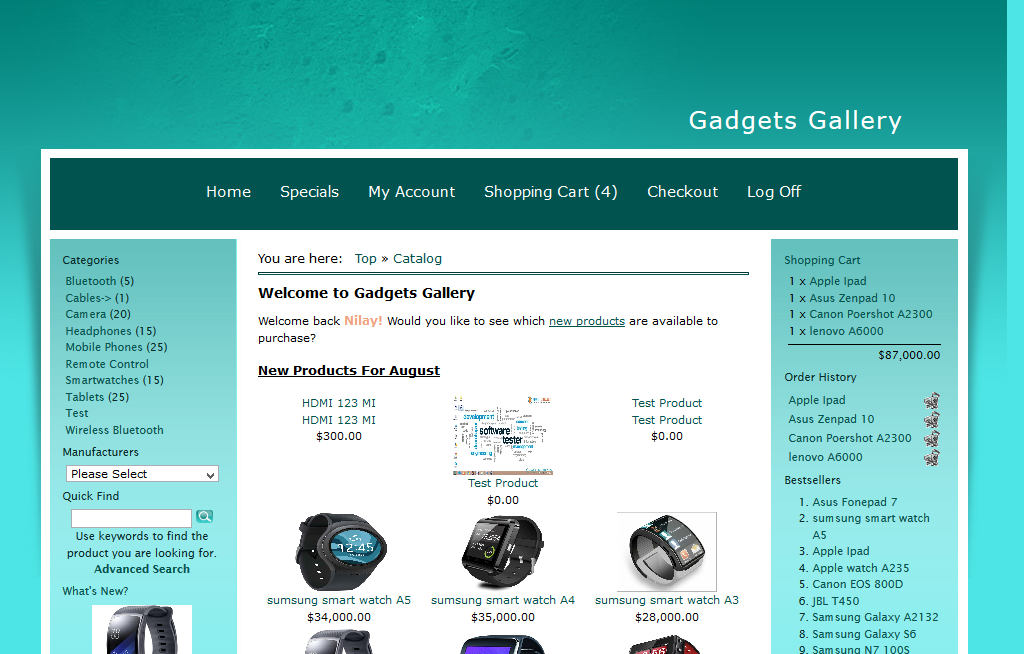 Gadgets Gallery
Home Specials My Account Shopping Cart (4) Checkout Log Off
Categories
Bluetooth (5)
Cables-> (1)
Camera (20)
Headphones (15)
Mobile Phones (25)
Remote Control
Smartwatches (15)
Tablets (25)
Test
Wireless Bluetooth
Manufacturers
Please Select
Quick Find
Use keywords to find the
product you are looking for.
Advanced Search
What's New?
You are here: Top » Catalog
Welcome to Gadgets Gallery
Welcome back Nilay! Would you like to see which new products are available to
purchase?
New Products For August
HDMI 123 MI
HDMI 123 MI
$300.00
development
software
tester
Test Product
$0.00
Test Product
Test Product
$0.00
12:45
sumsung smart watch A5
$34,000.00
sumsung smart watch A4
$35,000.00
sumsung smart watch A3
$28,000.00
Shopping Cart
1 x Apple Ipad
1 x Asus Zenpad 10
1 x Canon Poershot A2300
1 x lenovo A6000
$87,000.00
Order History
Apple Ipad
Asus Zenpad 10
Canon Poershot A2300
lenovo A6000
Bestsellers
1. Asus Fonepad 7
2. sumsung smart watch
A5
3. Apple Ipad
4. Apple watch A235
5. Canon EOS 800D
6. JBL T450
7. Samsung Galaxy A2132
8. Samsung Galaxy S6
9. Samsung N7 100S